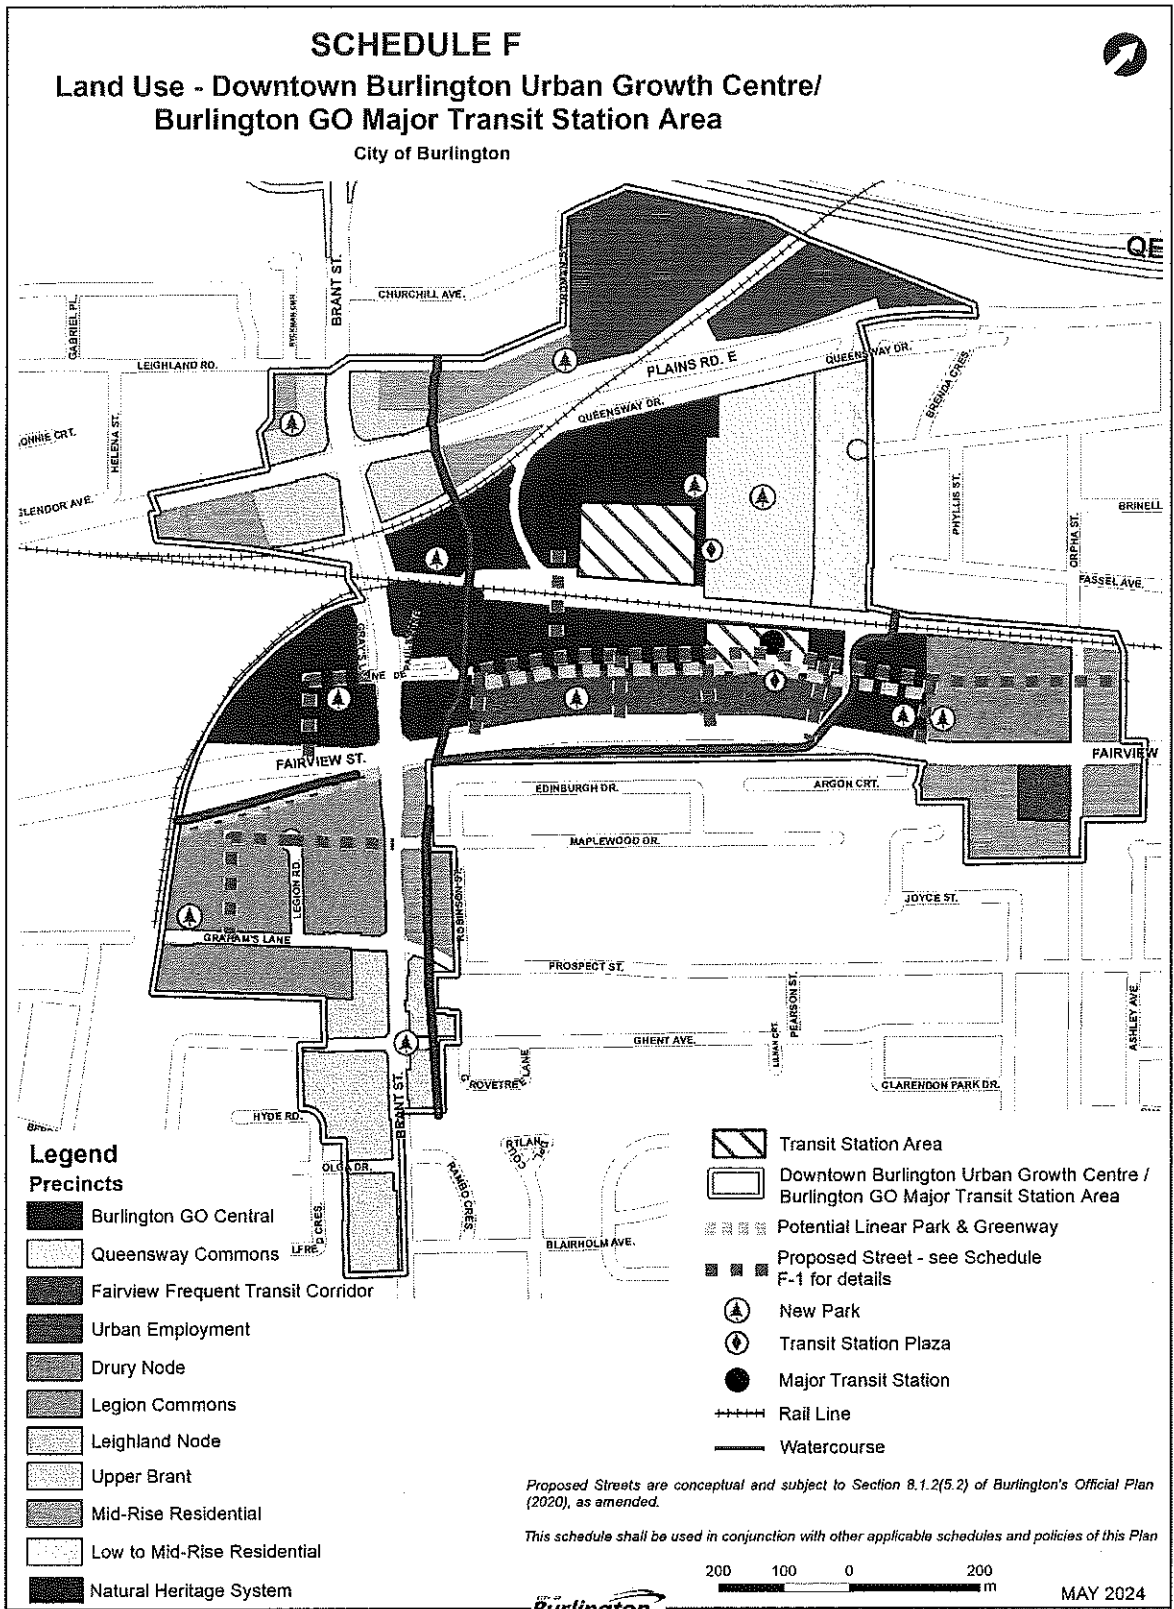 SCHEDULE F
Land Use - Downtown Burlington Urban Growth Centre/
Burlington GO Major Transit Station Area
City of Burlington
QE
BRANT ST.
CHURCHILL AVE.
GABRIEL PL.
LEIGHLAND RD.
PLAINS RD. E
QUEENSWAY DR.
QUEENSWAY DR.
BRENDA CRES.
ONNIE CRT.
HELENA ST.
GLENDOR AVE.
PHYLLIS ST.
ORPHA ST.
BRINELL
FASSEL AVE.
FAIRVIEW ST.
FAIRVIEW
EDINBURGH DR.
ARGON CRT.
MAPLEWOOD DR.
LEGION RD.
ROBINSON ST.
JOYCE ST.
GRAHAM'S LANE
PROSPECT ST.
PEARSON ST.
ASHLEY AVE.
GHENT AVE.
GROVETREE LANE
CLARENDON PARK DR.
BRANT ST.
HYDE RD.
OLGA DR.
RAMBO CRES.
BLAIRHOLM AVE.
Legend
Precincts
Burlington GO Central
Queensway Commons
Fairview Frequent Transit Corridor
Urban Employment
Drury Node
Legion Commons
Leighland Node
Upper Brant
Mid-Rise Residential
Low to Mid-Rise Residential
Natural Heritage System
Transit Station Area
Downtown Burlington Urban Growth Centre /
Burlington GO Major Transit Station Area
Potential Linear Park & Greenway
Proposed Street - see Schedule
F-1 for details
New Park
Transit Station Plaza
Major Transit Station
Rail Line
Watercourse
Proposed Streets are conceptual and subject to Section 8.1.2(5.2) of Burlington's Official Plan
(2020), as amended.
This schedule shall be used in conjunction with other applicable schedules and policies of this Plan
200 100 0 200
m
Burlington
MAY 2024